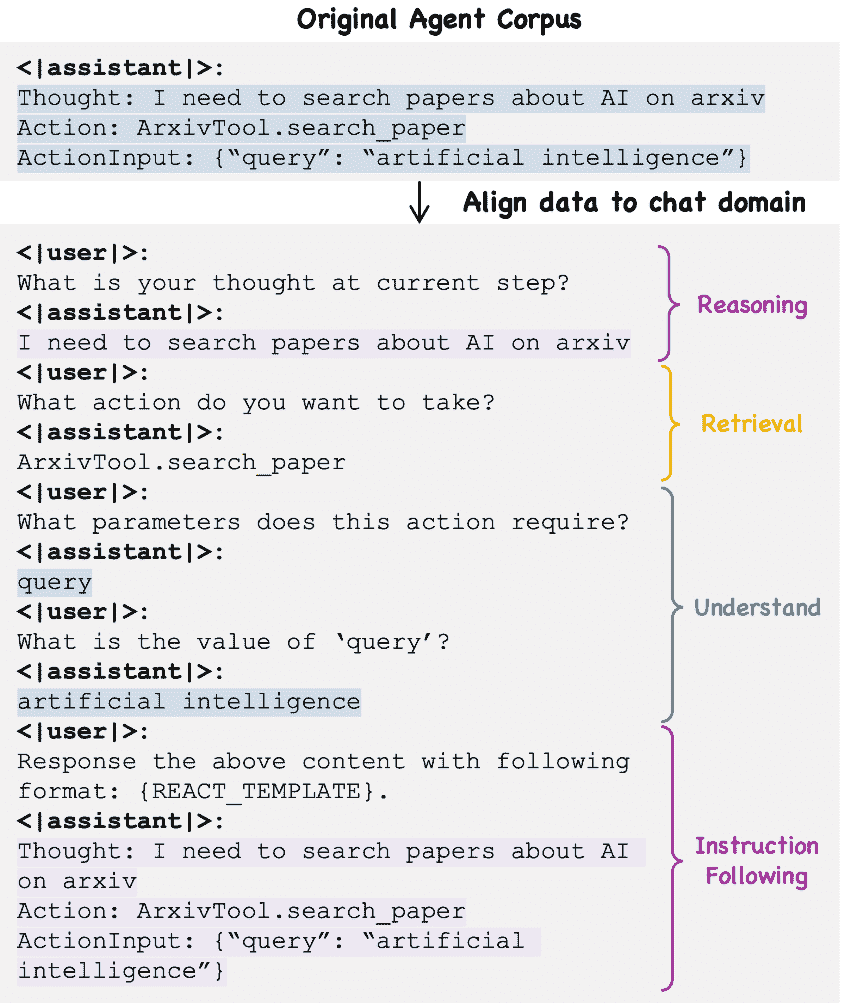 Original Agent Corpus
<|assistant|>:
Thought: I need to search papers about AI on arxiv
Action: ArxivTool.search_paper
ActionInput: {“query”: “artificial intelligence”}
Align data to chat domain
<|user|>:
What is your thought at current step?
<|assistant|>:
I need to search papers about AI on arxiv
Reasoning
<|user|>:
What action do you want to take?
<|assistant|>:
ArxivTool.search_paper
Retrieval
<|user|>:
What parameters does this action require?
<|assistant|>:
query
<|user|>:
What is the value of ‘query’?
<|assistant|>:
artificial intelligence
Understand
<|user|>:
Response the above content with following
format: {REACT_TEMPLATE}.
<|assistant|>:
Thought: I need to search papers about AI
on arxiv
Action: ArxivTool.search_paper
ActionInput: {“query”: “artificial
intelligence”}
Instruction
Following